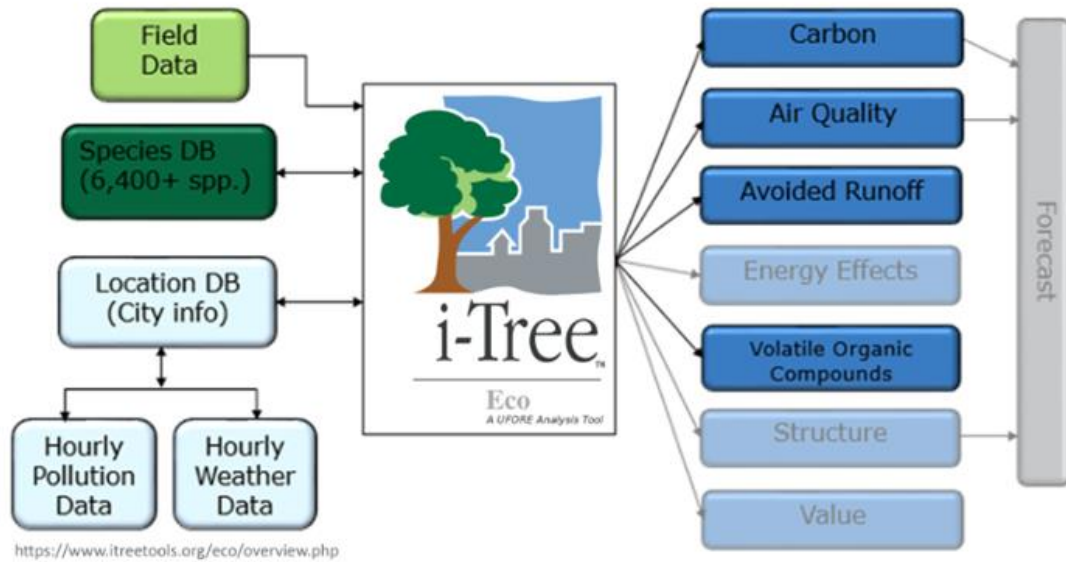 Field
Data
Species DB
(6,400+ spp.)
Location DB
(City info)
Hourly
Pollution
Data
Hourly
Weather
Data
https://www.itreetools.org/eco/overview.php
i-Tree™
Eco
A UFORE Analysis Tool
Carbon
Air Quality
Avoided Runoff
Energy Effects
Volatile Organic
Compounds
Structure
Value
Forecast